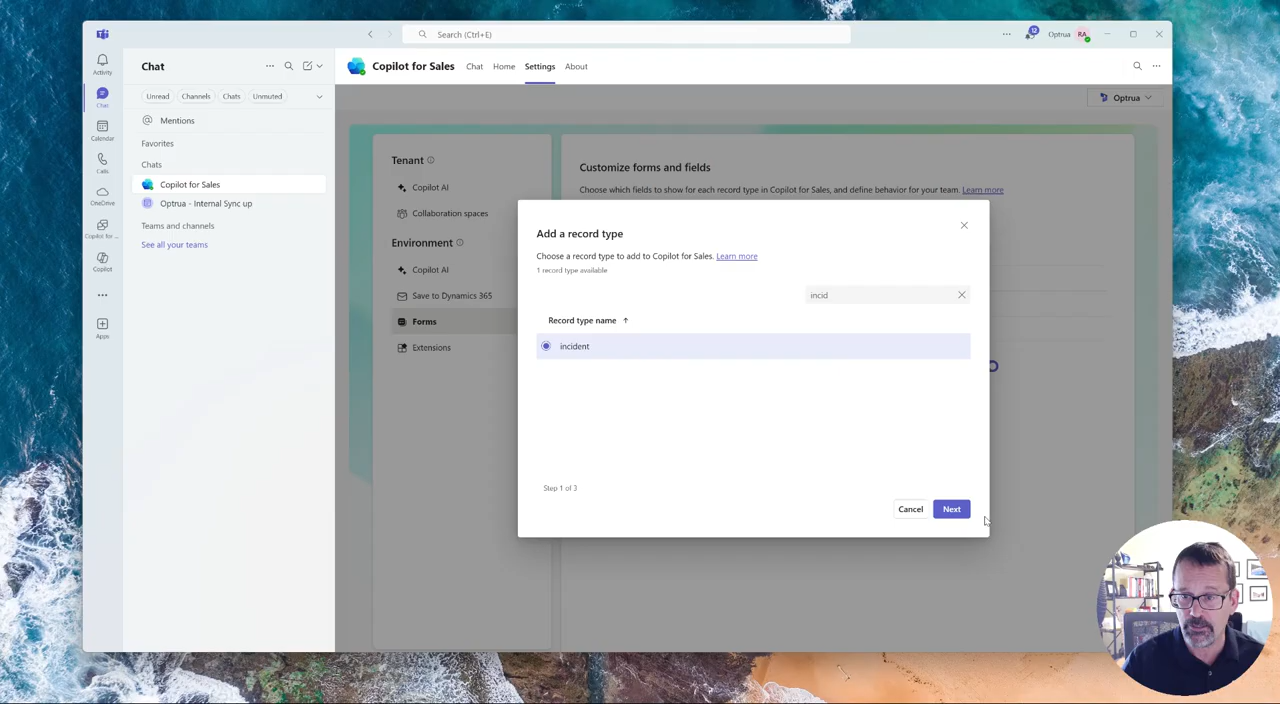 Search (Ctrl+E)
12
Optrua
RA
Activity
Chat
Calendar
Calls
OneDrive
Copilot for ...
Copilot
Apps
Chat
Unread
Channels
Chats
Unmuted
Mentions
Favorites
Chats
Copilot for Sales
Optrua - Internal Sync up
Teams and channels
See all your teams
Copilot for Sales
Chat
Home
Settings
About
Optrua
Tenant
Copilot AI
Collaboration spaces
Environment
Copilot AI
Save to Dynamics 365
Forms
Extensions
Customize forms and fields
Choose which fields to show for each record type in Copilot for Sales, and define behavior for your team. Learn more
Add a record type
Choose a record type to add to Copilot for Sales. Learn more
1 record type available
incid
Record type name
incident
Step 1 of 3
Cancel
Next